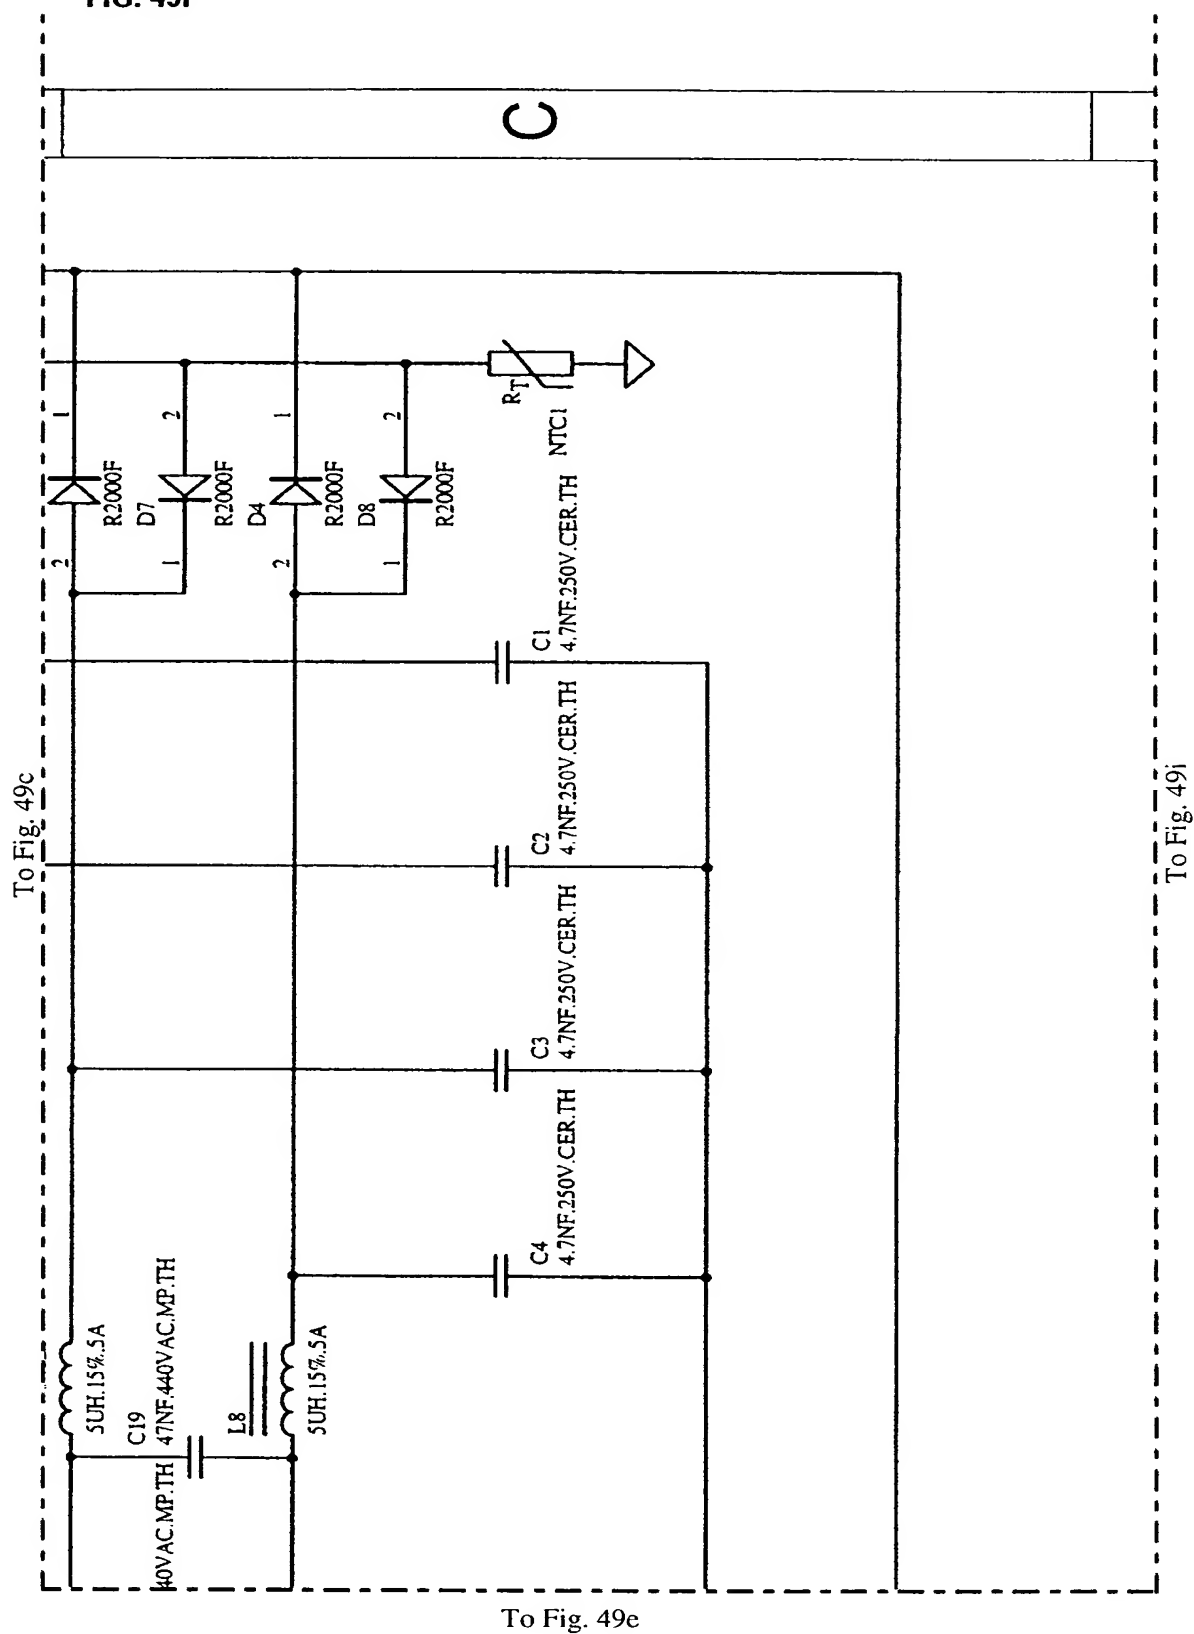 C
1
2
1
2
R2000F
D7
R2000F
D4
R2000F
D8
R2000F
2
1
2
1
RT
NTC1
C1
4.7NF.250V.CER.TH
C2
4.7NF.250V.CER.TH
C3
4.7NF.250V.CER.TH
C4
4.7NF.250V.CER.TH
To Fig. 49c
To Fig. 49i
5UH.15%.5A
C19
47NF.440VAC.MP.TH
L8
5UH.15%.5A
40VAC.MP.TH
To Fig. 49e